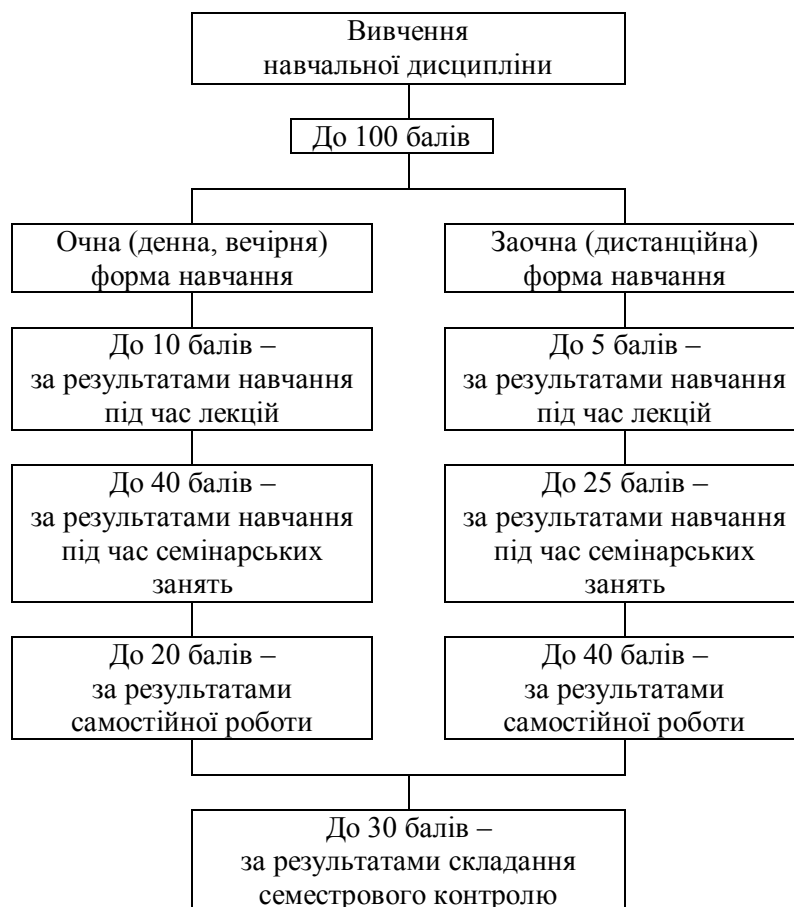 Вивчення
навчальної дисципліни
До 100 балів
Очна (денна, вечірня)
форма навчання
До 10 балів –
за результатами навчання
під час лекцій
До 40 балів –
за результатами навчання
під час семінарських
занять
До 20 балів –
за результатами
самостійної роботи
Заочна (дистанційна)
форма навчання
До 5 балів –
за результатами навчання
під час лекцій
До 25 балів –
за результатами навчання
під час семінарських
занять
До 40 балів –
за результатами
самостійної роботи
До 30 балів –
за результатами складання
семестрового контролю